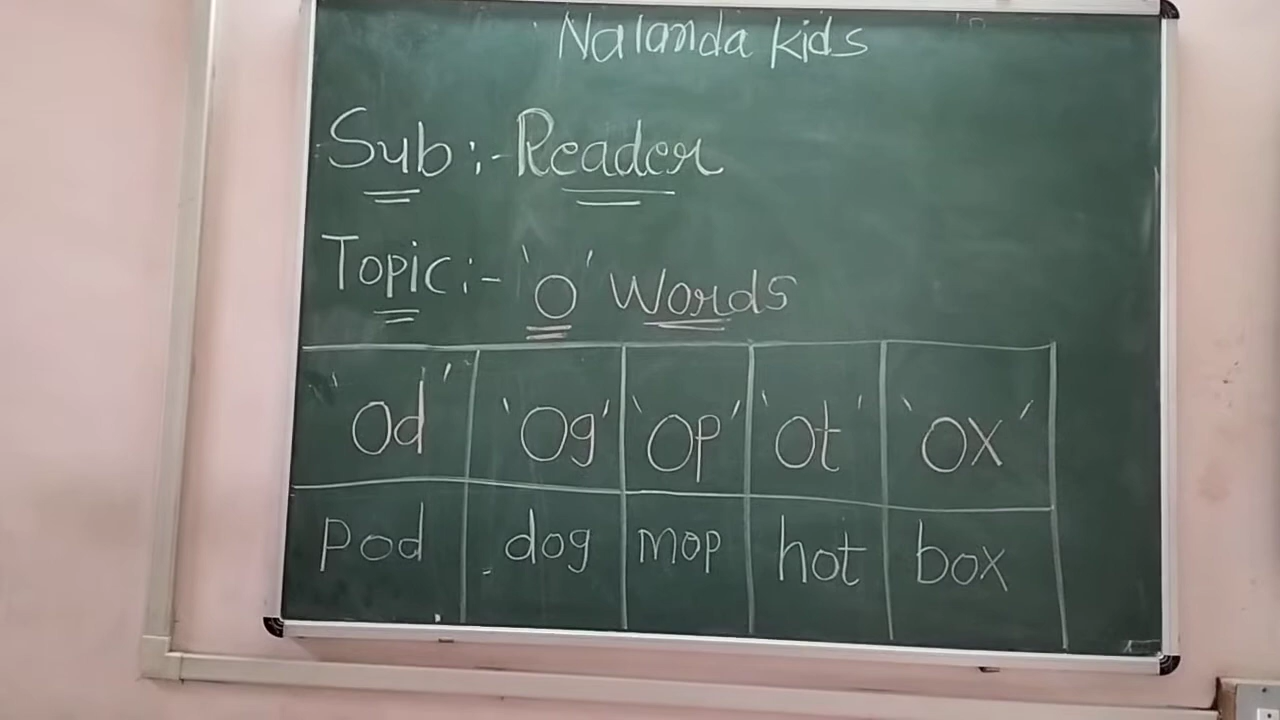 Nalanda kids
Sub :- Reader
Topic :- 'O' Words
'Od' 'Og' 'Op' 'Ot' 'Ox'
Pod dog mop hot box